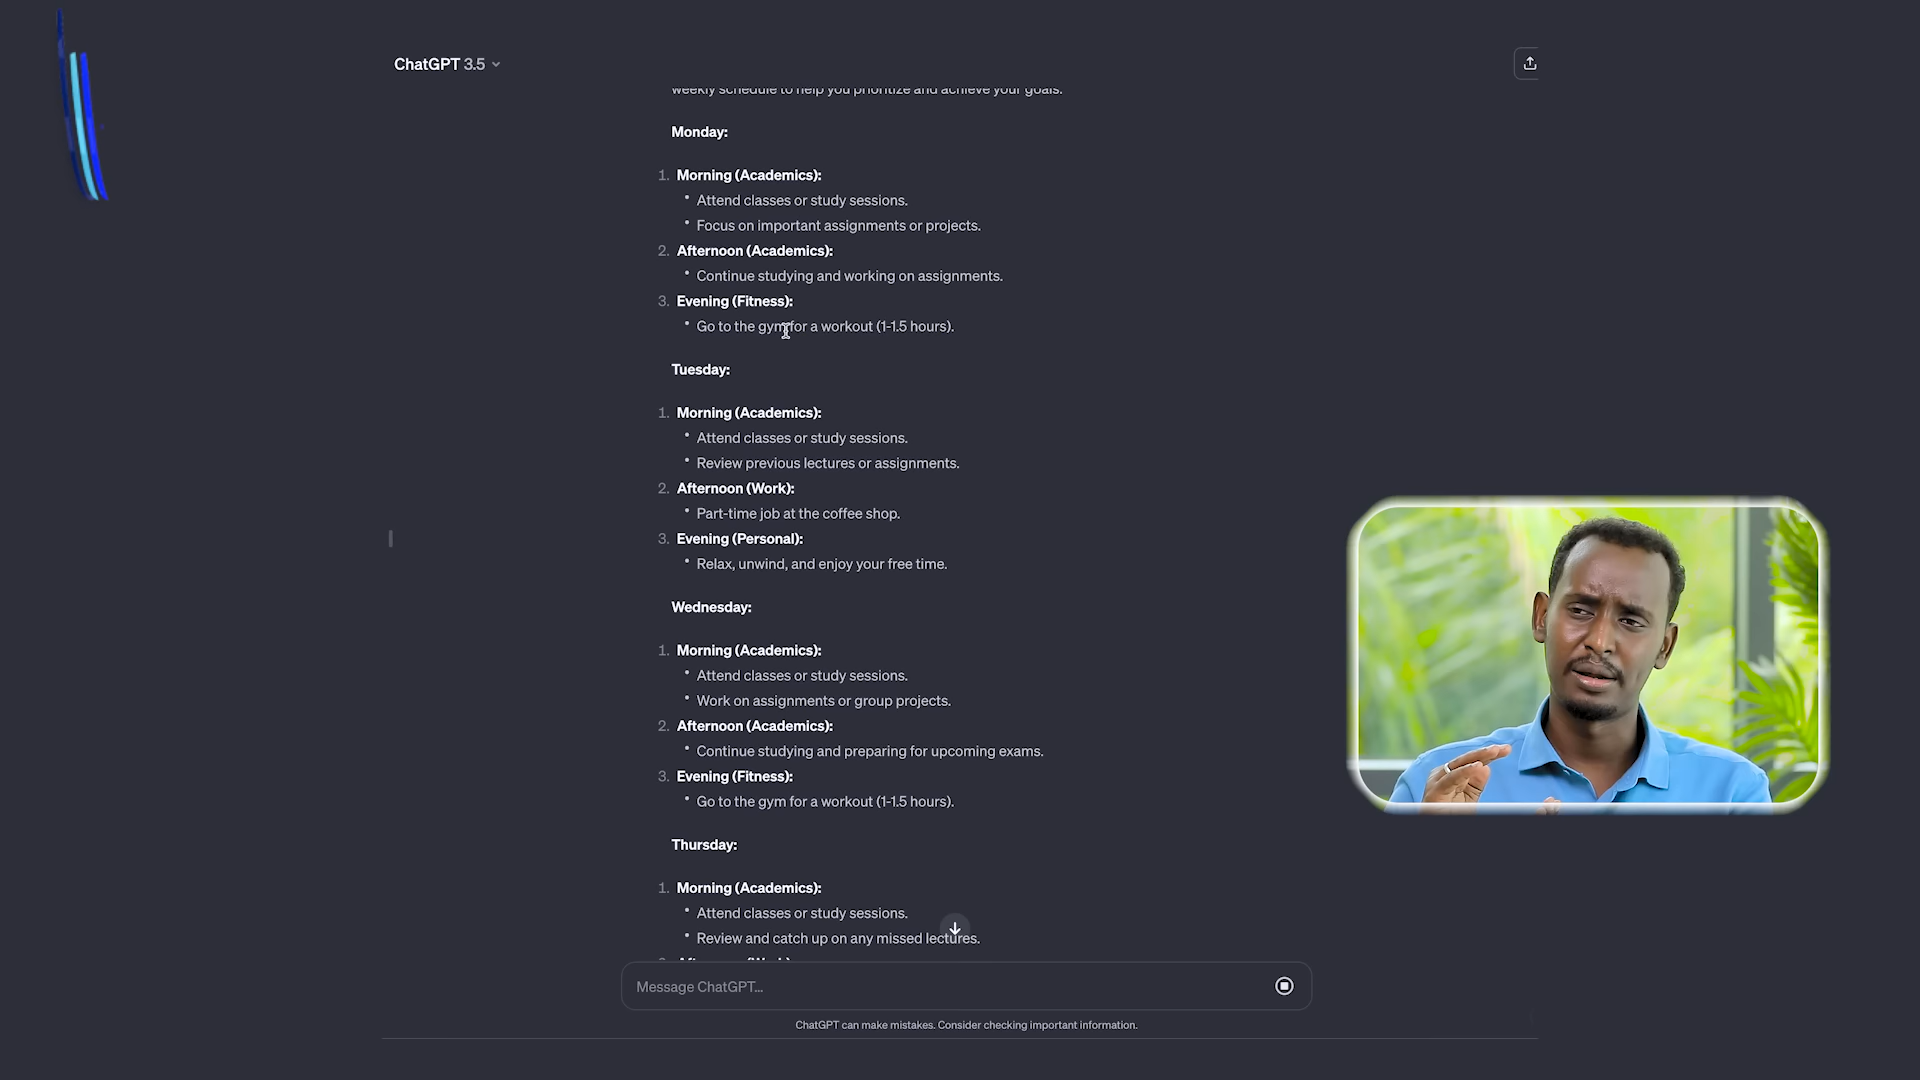 ChatGPT 3.5
weekly schedule to help you prioritize and achieve your goals.
Monday:
1. Morning (Academics):
• Attend classes or study sessions.
• Focus on important assignments or projects.
2. Afternoon (Academics):
• Continue studying and working on assignments.
3. Evening (Fitness):
• Go to the gym for a workout (1-1.5 hours).
Tuesday:
1. Morning (Academics):
• Attend classes or study sessions.
• Review previous lectures or assignments.
2. Afternoon (Work):
• Part-time job at the coffee shop.
3. Evening (Personal):
• Relax, unwind, and enjoy your free time.
Wednesday:
1. Morning (Academics):
• Attend classes or study sessions.
• Work on assignments or group projects.
2. Afternoon (Academics):
• Continue studying and preparing for upcoming exams.
3. Evening (Fitness):
• Go to the gym for a workout (1-1.5 hours).
Thursday:
1. Morning (Academics):
• Attend classes or study sessions.
• Review and catch up on any missed lectures.
2. Afternoon (Work):
Message ChatGPT...
ChatGPT can make mistakes. Consider checking important information.